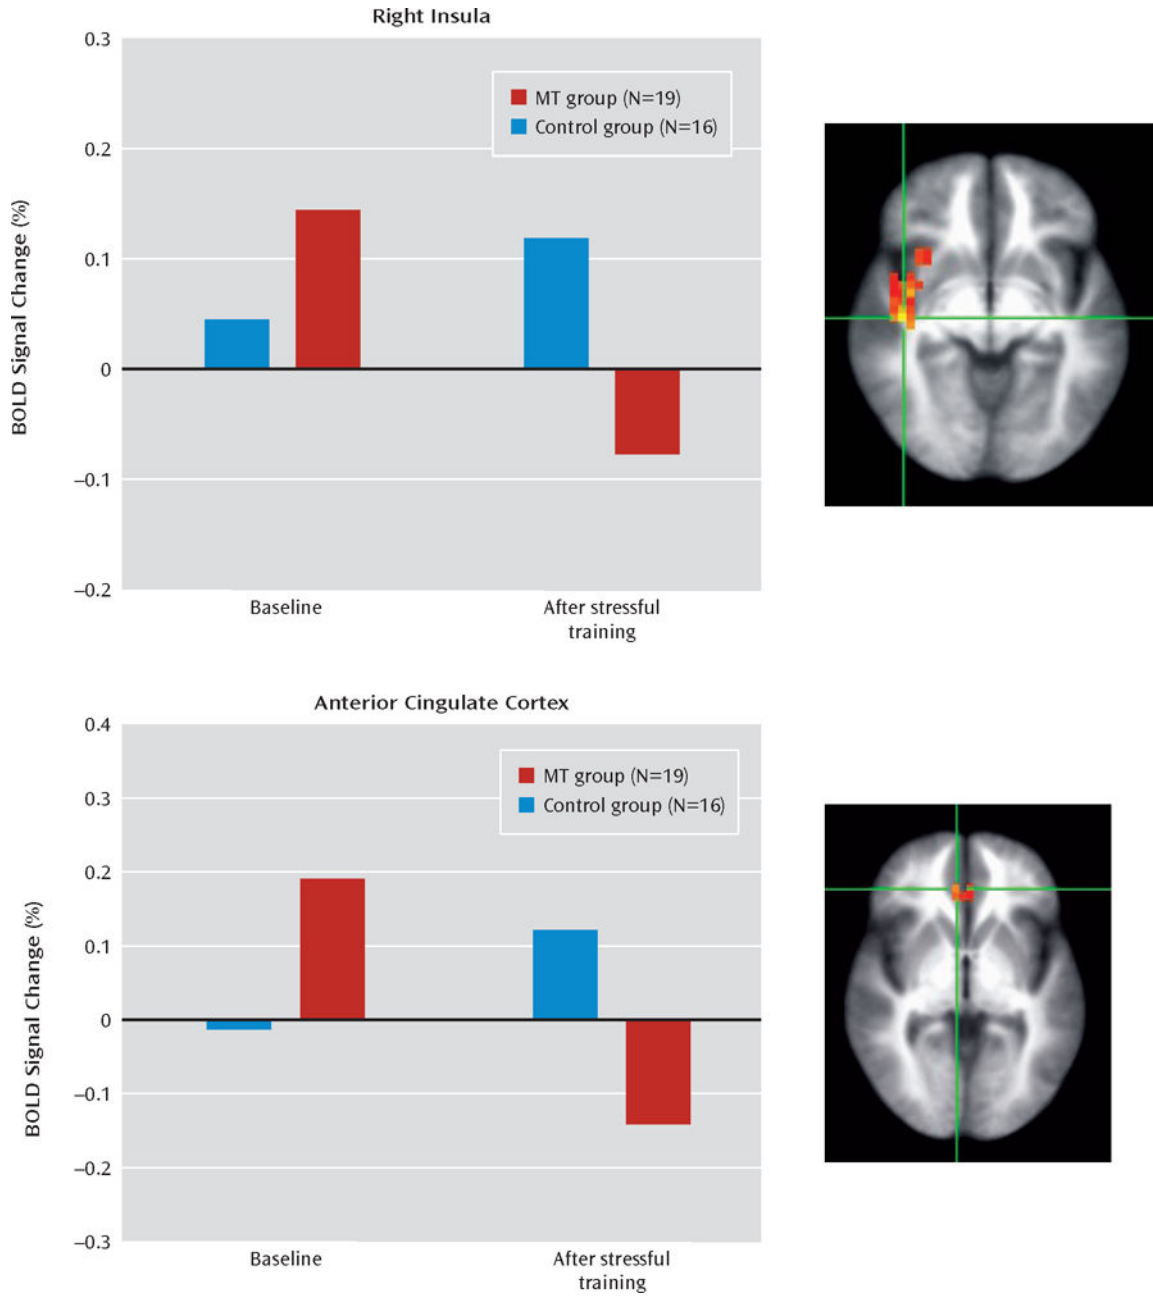 Right Insula
0.3
MT group (N=19)
Control group (N=16)
0.2
0.1
0
–0.1
–0.2
BOLD Signal Change (%)
Baseline
After stressful
training
Anterior Cingulate Cortex
0.4
MT group (N=19)
Control group (N=16)
0.3
0.2
0.1
0
–0.1
–0.2
–0.3
BOLD Signal Change (%)
Baseline
After stressful
training